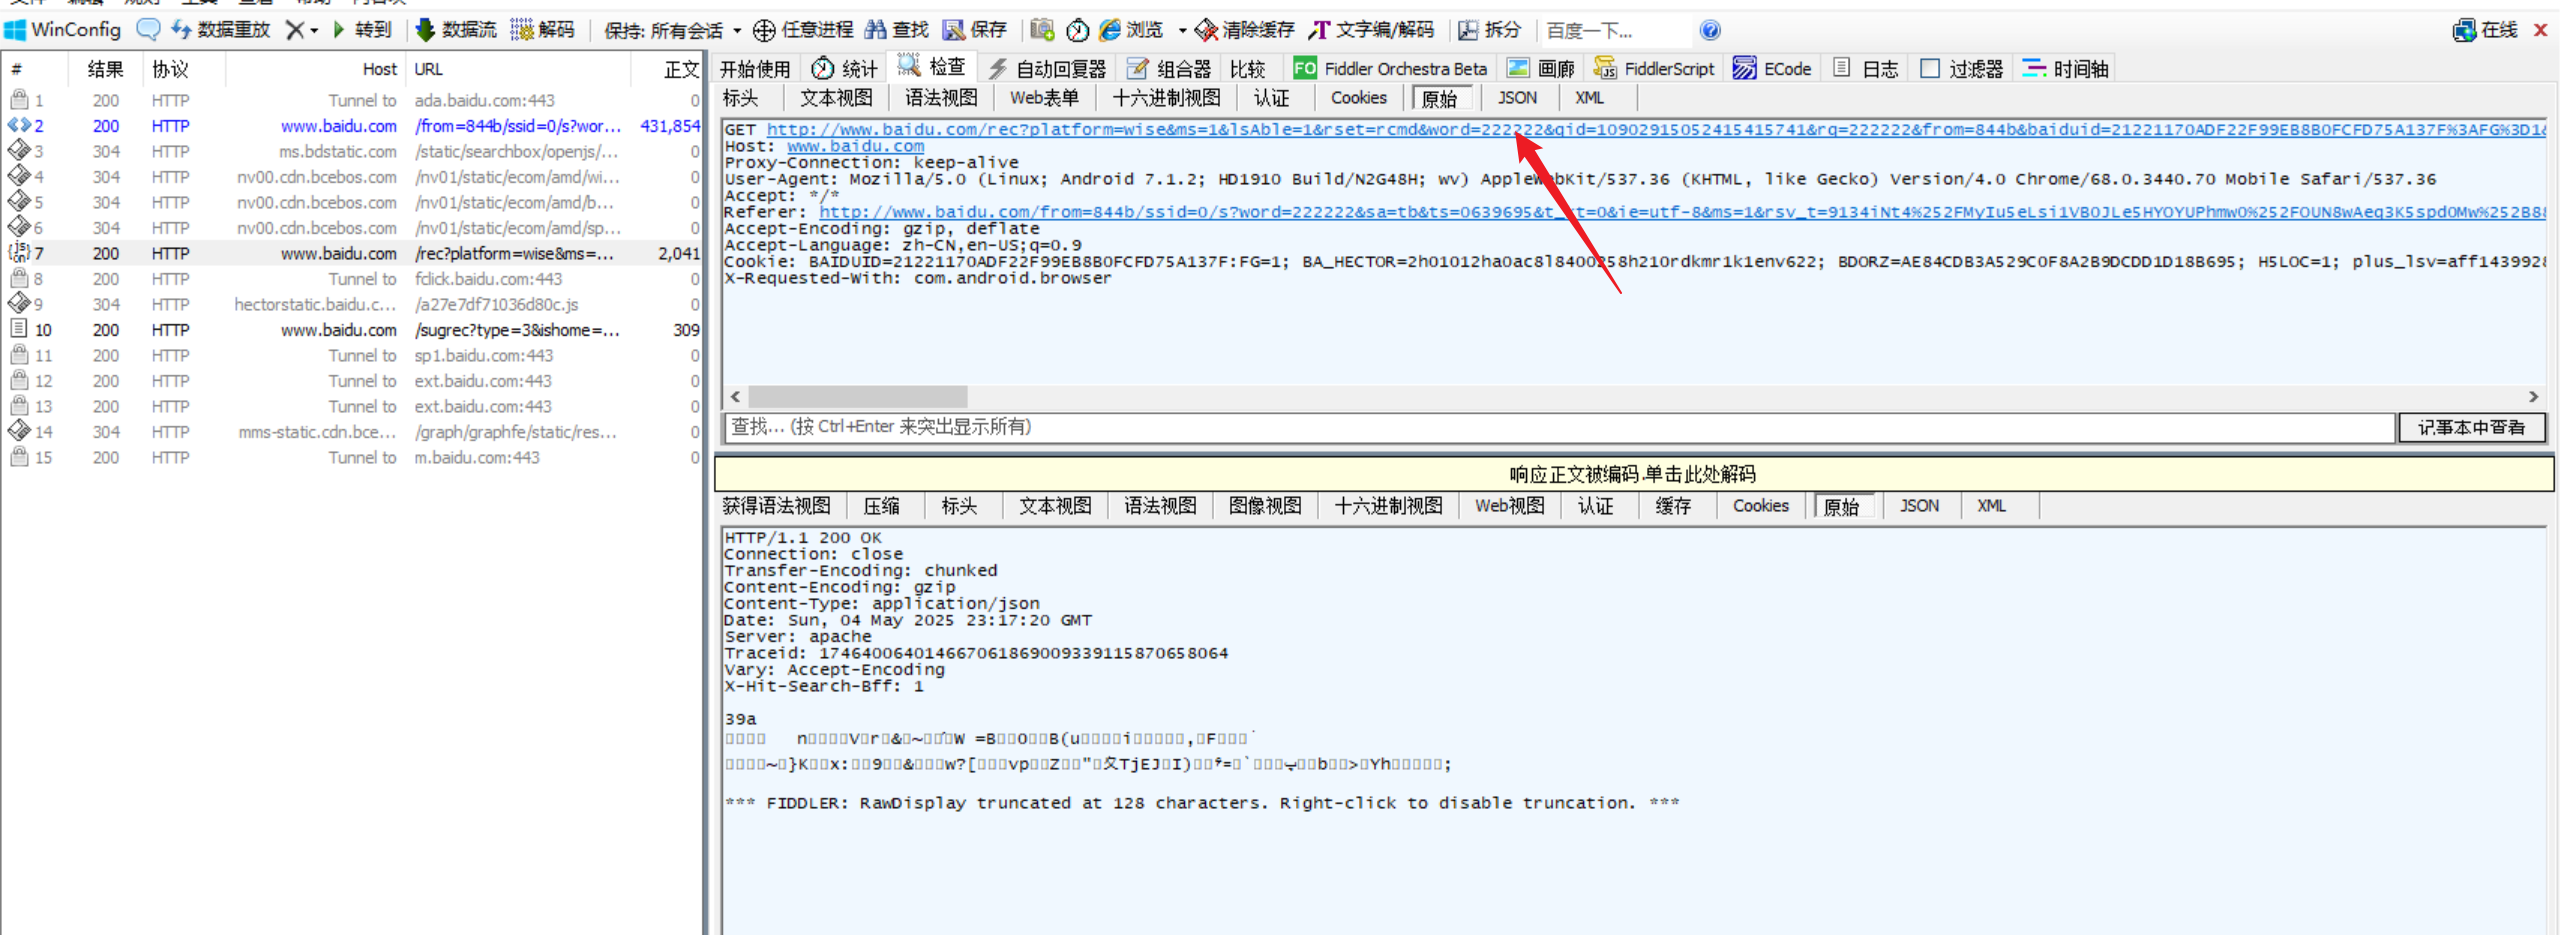 WinConfig 数据重放 转到 数据流 解码 保持: 所有会话 任意进程 查找 保存 浏览 清除缓存 文字编/解码 拆分 百度一下... 在线
# 结果 协议 Host URL 正文
1 200 HTTP Tunnel to ada.baidu.com:443 0
2 200 HTTP www.baidu.com /from=844b/ssid=0/s?wor... 431,854
3 304 HTTP ms.bdstatic.com /static/searchbox/openjs/... 0
4 304 HTTP nv00.cdn.bcebos.com /nv01/static/ecom/amd/wi... 0
5 304 HTTP nv00.cdn.bcebos.com /nv01/static/ecom/amd/b... 0
6 304 HTTP nv00.cdn.bcebos.com /nv01/static/ecom/amd/sp... 0
7 200 HTTP www.baidu.com /rec?platform=wise&ms=... 2,041
8 200 HTTP Tunnel to fclick.baidu.com:443 0
9 304 HTTP hectorstatic.baidu.c... /a27e7df71036d80c.js 0
10 200 HTTP www.baidu.com /sugrec?type=3&ishome=... 309
11 200 HTTP Tunnel to sp1.baidu.com:443 0
12 200 HTTP Tunnel to ext.baidu.com:443 0
13 200 HTTP Tunnel to ext.baidu.com:443 0
14 304 HTTP mms-static.cdn.bce... /graph/graphfe/static/res... 0
15 200 HTTP Tunnel to m.baidu.com:443 0
开始使用 统计 检查 自动回复器 组合器 比较 FO Fiddler Orchestra Beta 画廊 FiddlerScript ECode 日志 过滤器 时间轴
标头 文本视图 语法视图 Web表单 十六进制视图 认证 Cookies 原始 JSON XML
GET http://www.baidu.com/rec?platform=wise&ms=1&lsAble=1&rset=rcmd&word=222222&qid=10902915052415415741&rq=222222&from=844b&baiduid=21221170ADF22F99EB8B0FCFD75A137F%3AFG%3D1&
Host: www.baidu.com
Proxy-Connection: keep-alive
User-Agent: Mozilla/5.0 (Linux; Android 7.1.2; HD1910 Build/N2G48H; wv) AppleWebKit/537.36 (KHTML, like Gecko) Version/4.0 Chrome/68.0.3440.70 Mobile Safari/537.36
Accept: */*
Referer: http://www.baidu.com/from=844b/ssid=0/s?word=222222&sa=tb&ts=0639695&t_kt=0&ie=utf-8&ms=1&rsv_t=9134iNt4%252FMyIu5eLsi1VB0JLe5HYOYUPhmw0%252FOUN8wAeq3K5spd0Mw%252B8
Accept-Encoding: gzip, deflate
Accept-Language: zh-CN,en-US;q=0.9
Cookie: BAIDUID=21221170ADF22F99EB8B0FCFD75A137F:FG=1; BA_HECTOR=2h01012ha0ac8l8400258h210rdkmr1k1env622; BDORZ=AE84CDB3A529C0F8A2B9DCDD1D18B695; H5LOC=1; plus_lsv=aff143992
X-Requested-With: com.android.browser
查找... (按 Ctrl+Enter 来突出显示所有) 记事本中查看
响应正文被编码.单击此处解码
获得语法视图 压缩 标头 文本视图 语法视图 图像视图 十六进制视图 Web视图 认证 缓存 Cookies 原始 JSON XML
HTTP/1.1 200 OK
Connection: close
Transfer-Encoding: chunked
Content-Encoding: gzip
Content-Type: application/json
Date: Sun, 04 May 2025 23:17:20 GMT
Server: apache
Traceid: 1746400640146670618690093391158706​58064
Vary: Accept-Encoding
X-Hit-Search-Bff: 1
39a
*** FIDDLER: RawDisplay truncated at 128 characters. Right-click to disable truncation. ***